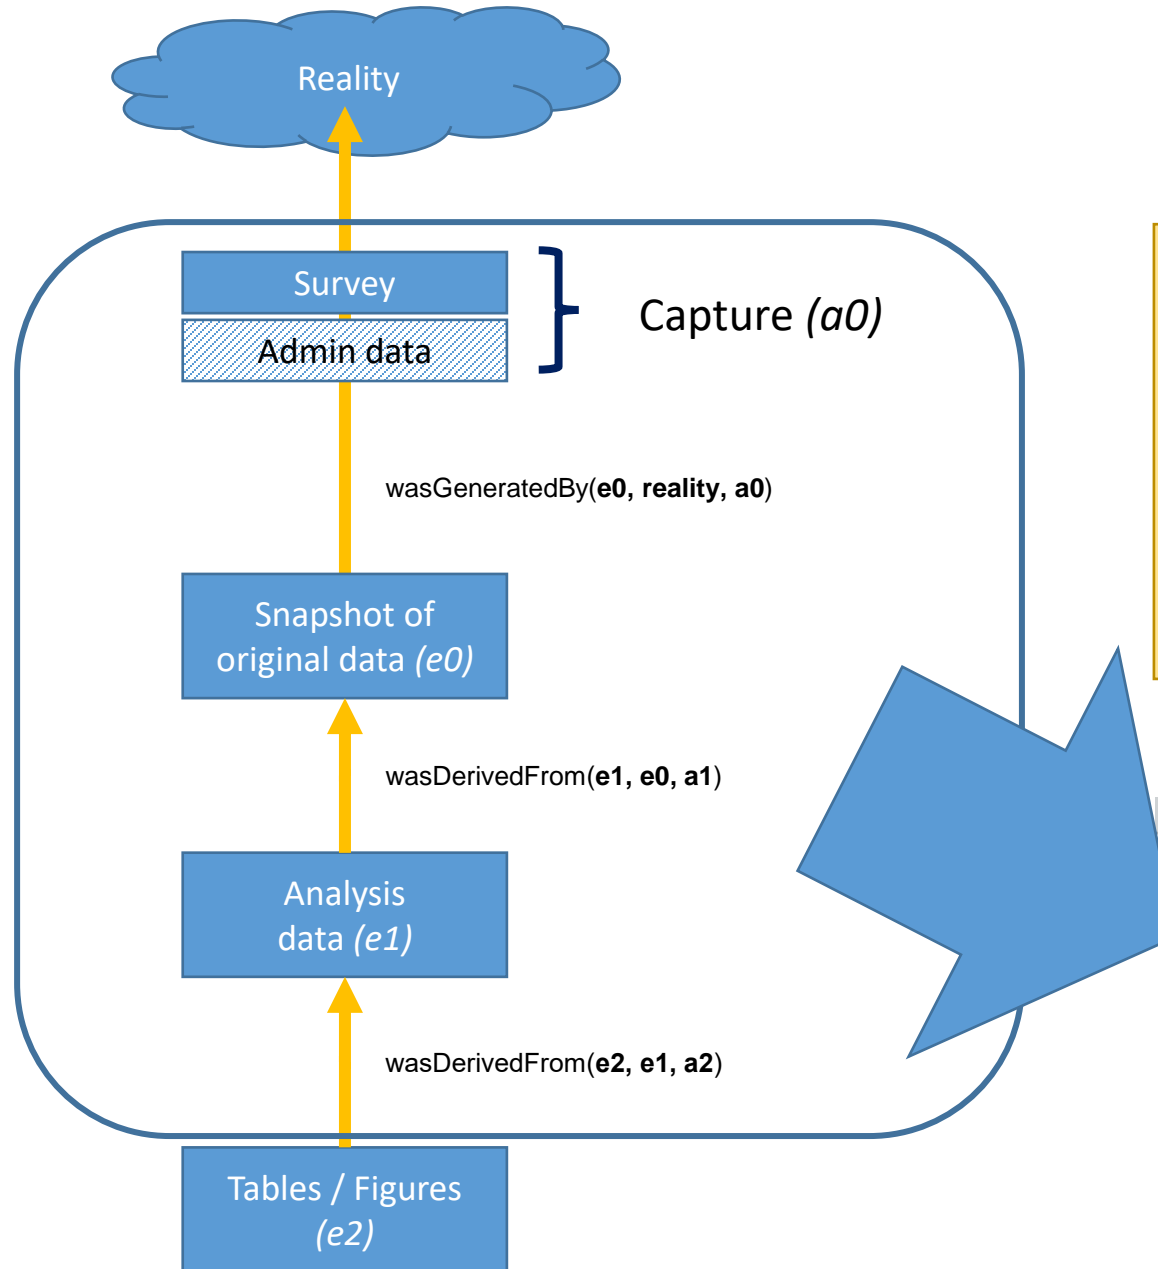 Reality
Survey
Admin data
Capture (a0)
wasGeneratedBy(e0, reality, a0)
Snapshot of
original data (e0)
wasDerivedFrom(e1, e0, a1)
Analysis
data (e1)
wasDerivedFrom(e2, e1, a2)
Tables / Figures
(e2)